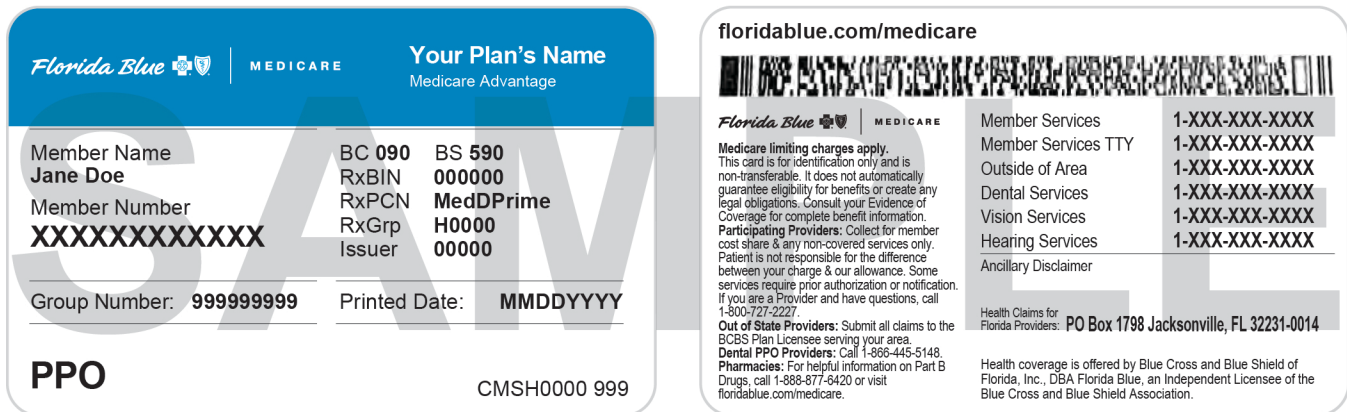 Florida Blue MEDICARE
Your Plan's Name
Medicare Advantage
Member Name
Jane Doe
Member Number
XXXXXXXXXXXX
BC 090 BS 590
RxBIN 000000
RxPCN MedDPrime
RxGrp H0000
Issuer 00000
Group Number: 999999999
Printed Date: MMDDYYYY
PPO
CMSH0000 999
floridablue.com/medicare
Florida Blue MEDICARE
Medicare limiting charges apply.
This card is for identification only and is
non-transferable. It does not automatically
guarantee eligibility for benefits or create any
legal obligations. Consult your Evidence of
Coverage for complete benefit information.
Participating Providers: Collect for member
cost share & any non-covered services only.
Patient is not responsible for the difference
between your charge & our allowance. Some
services require prior authorization or notification.
If you are a Provider and have questions, call
1-800-727-2227.
Out of State Providers: Submit all claims to the
BCBS Plan Licensee serving your area.
Dental PPO Providers: Call 1-866-445-5148.
Pharmacies: For helpful information on Part B
Drugs, call 1-888-877-6420 or visit
floridablue.com/medicare.
Member Services 1-XXX-XXX-XXXX
Member Services TTY 1-XXX-XXX-XXXX
Outside of Area 1-XXX-XXX-XXXX
Dental Services 1-XXX-XXX-XXXX
Vision Services 1-XXX-XXX-XXXX
Hearing Services 1-XXX-XXX-XXXX
Ancillary Disclaimer
Health Claims for
Florida Providers: PO Box 1798 Jacksonville, FL 32231-0014
Health coverage is offered by Blue Cross and Blue Shield of
Florida, Inc., DBA Florida Blue, an Independent Licensee of the
Blue Cross and Blue Shield Association.
SAMPLE